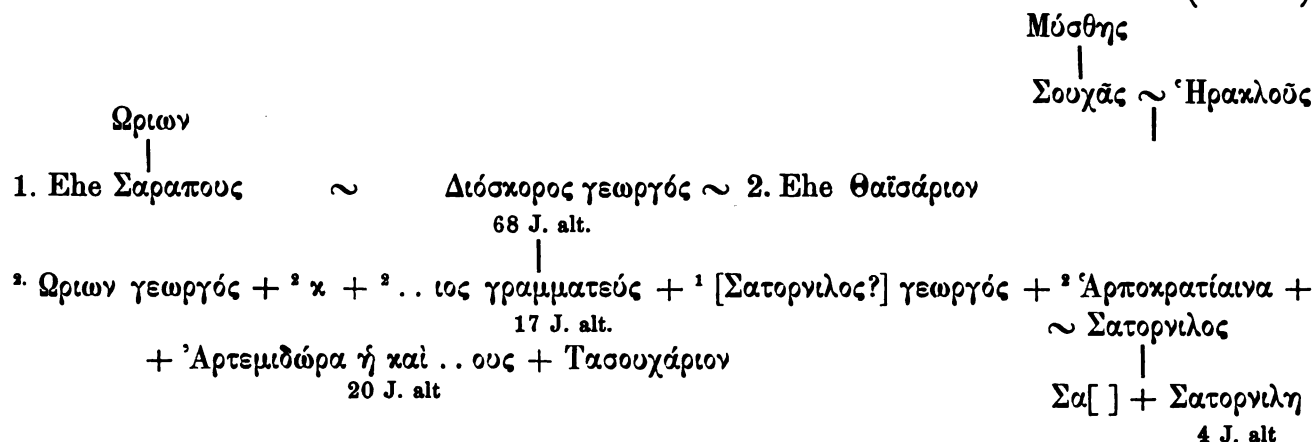 Μύσθης
Σουχᾶς ~ Ἡρακλοῦς
Ωριων
1. Ehe Σαραπους ~ Διόσκορος γεωργός ~ 2. Ehe Θαϊσάριον
68 J. alt.
². Ωριων γεωργός + ² κ + ² . . ιος γραμματεύς + ¹ [Σατορνιλος?] γεωργός + ² Ἁρποκρατίαινα +
17 J. alt.
~ Σατορνιλος
+ Ἀρτεμιδώρα ἡ καὶ . . ους + Τασουχάριον
20 J. alt
Σα[ ] + Σατορνιλη
4 J. alt